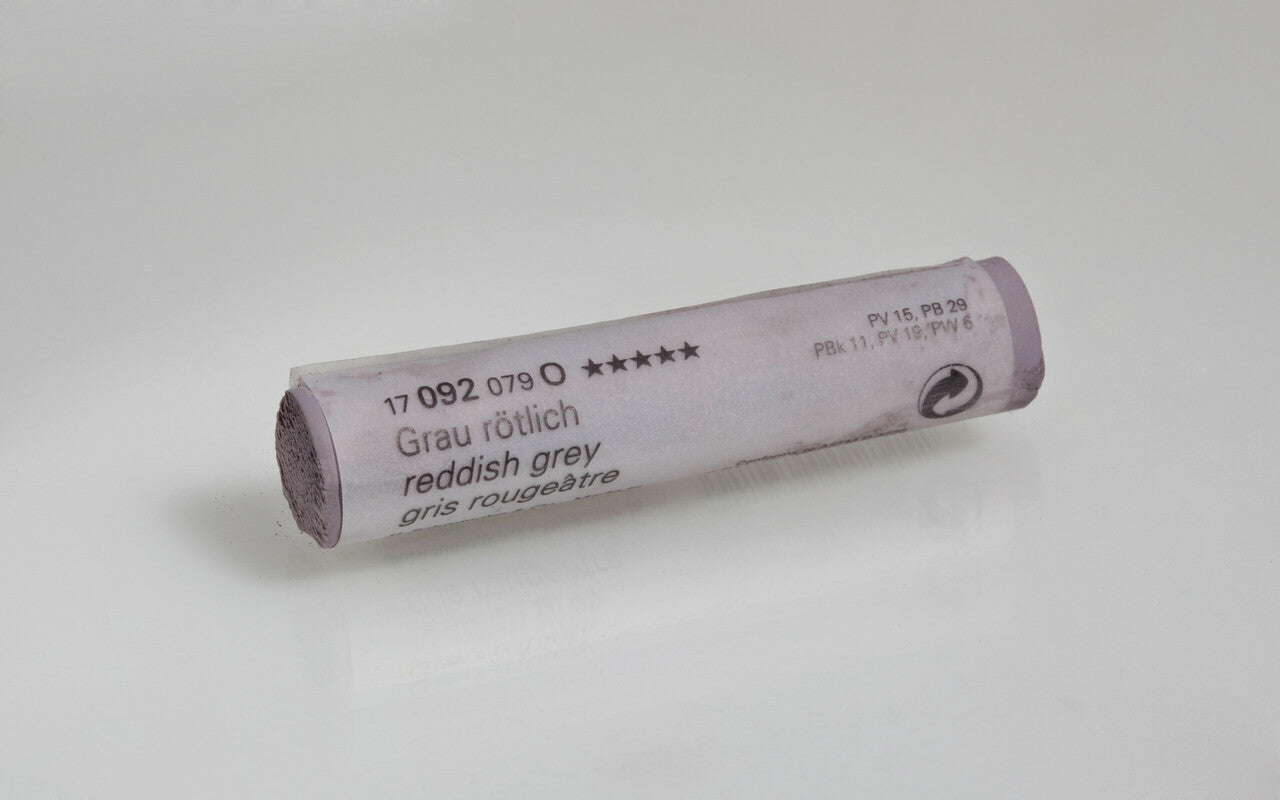 17 092 079 O ★★★★★
Grau rötlich
reddish grey
gris rougeâtre
PV 15, PB 29
PBk 11, PV 19, PW 6